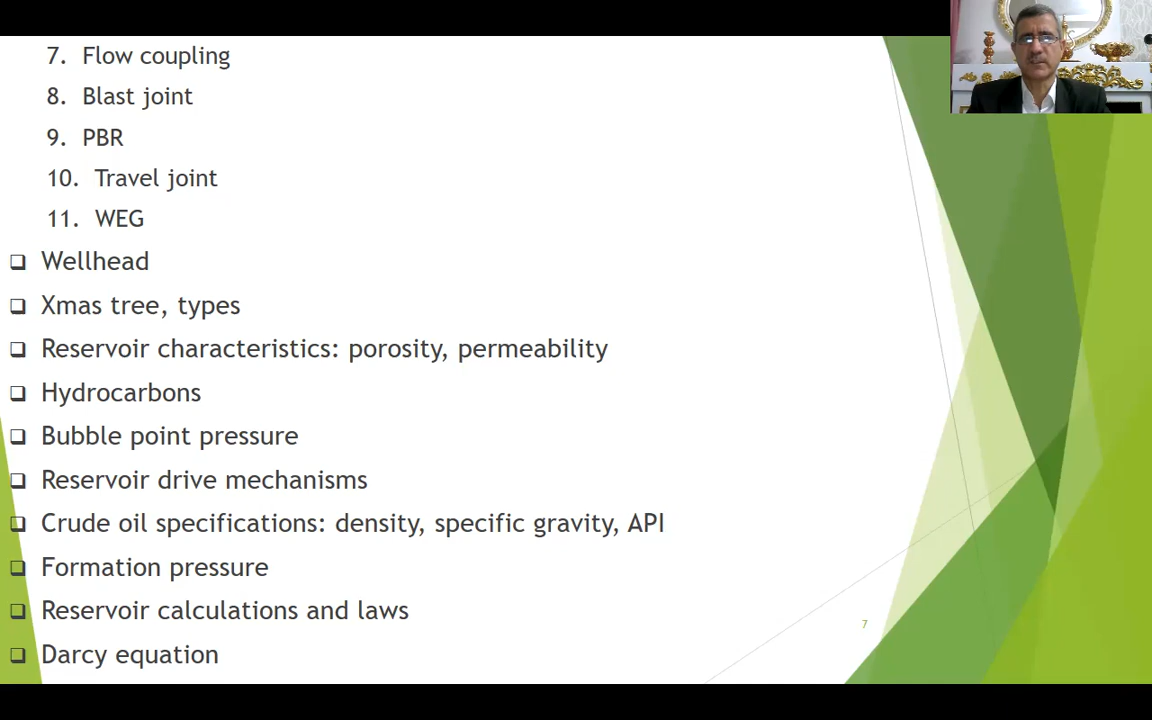 7. Flow coupling
8. Blast joint
9. PBR
10. Travel joint
11. WEG
❑ Wellhead
❑ Xmas tree, types
❑ Reservoir characteristics: porosity, permeability
❑ Hydrocarbons
❑ Bubble point pressure
❑ Reservoir drive mechanisms
❑ Crude oil specifications: density, specific gravity, API
❑ Formation pressure
❑ Reservoir calculations and laws
❑ Darcy equation
7